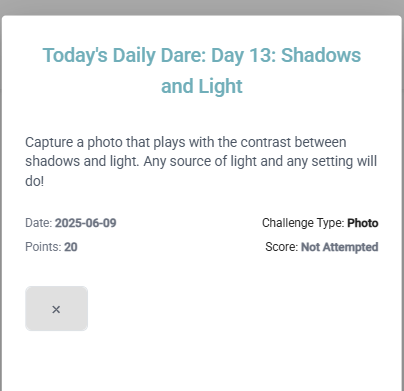 Today's Daily Dare: Day 13: Shadows
and Light
Capture a photo that plays with the contrast between
shadows and light. Any source of light and any setting will
do!
Date: 2025-06-09
Challenge Type: Photo
Points: 20
Score: Not Attempted
×